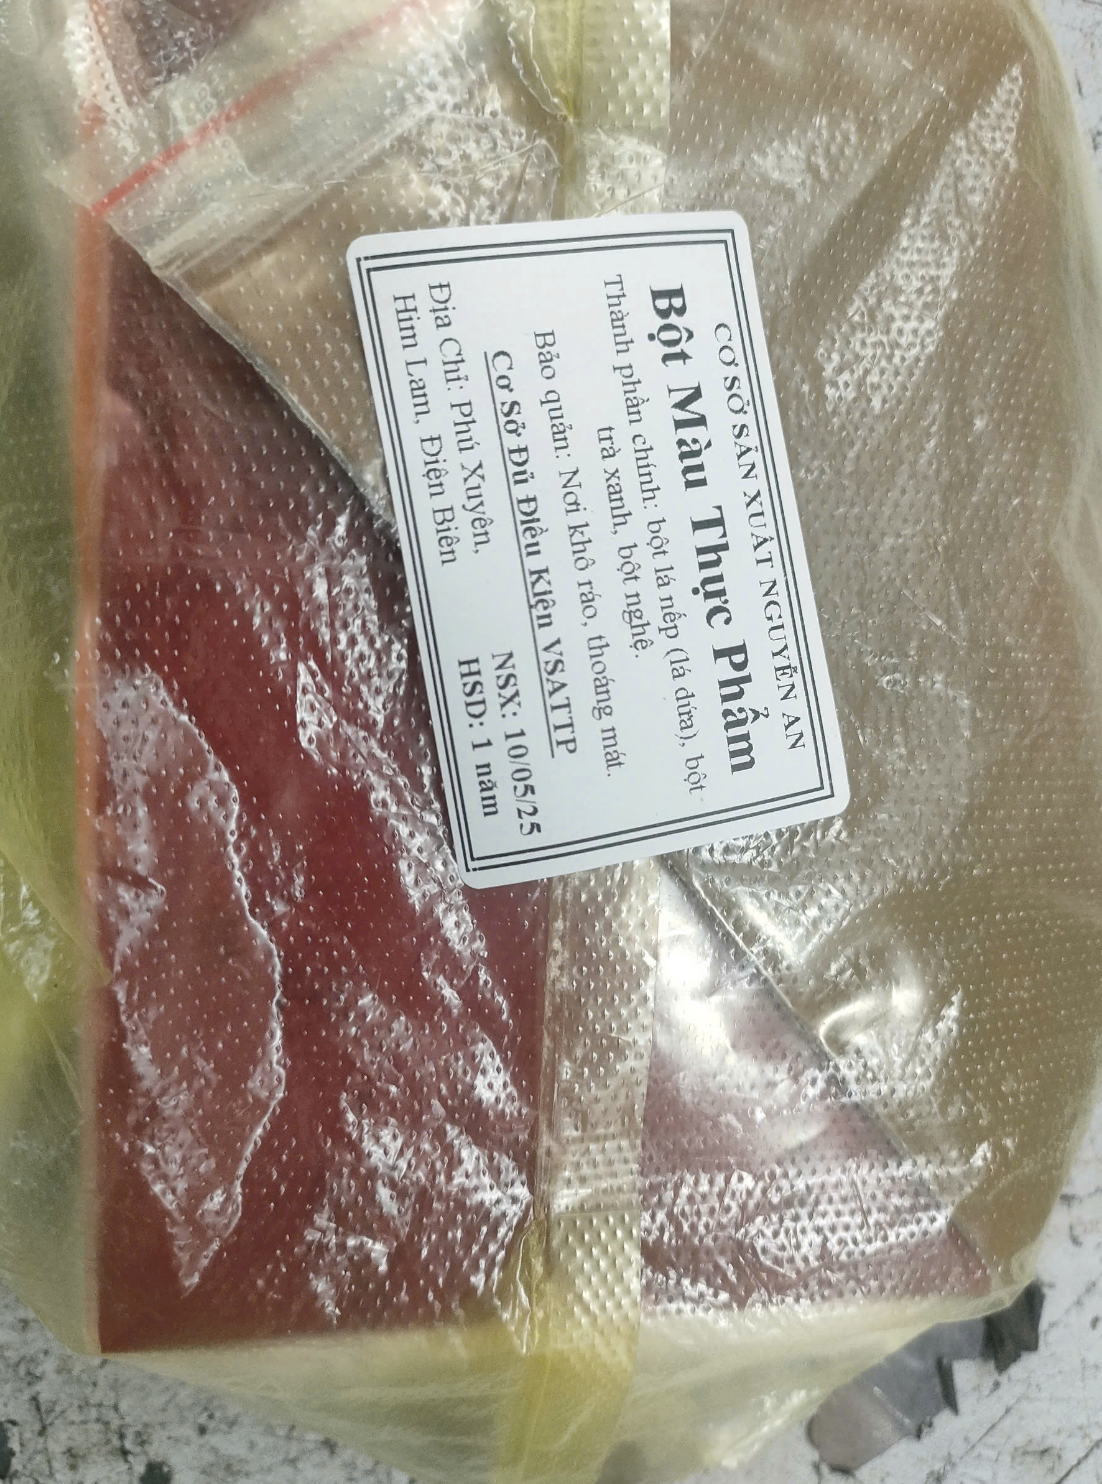 CƠ SỞ SẢN XUẤT NGUYỄN AN
Bột Màu Thực Phẩm
Thành phần chính: bột lá nếp (lá dứa), bột
trà xanh, bột nghệ.
Bảo quản: Nơi khô ráo, thoáng mát.
Cơ Sở Đủ Điều Kiện VSATTP
Địa Chỉ: Phú Xuyên, NSX: 10/05/25
Him Lam, Điện Biên HSD: 1 năm